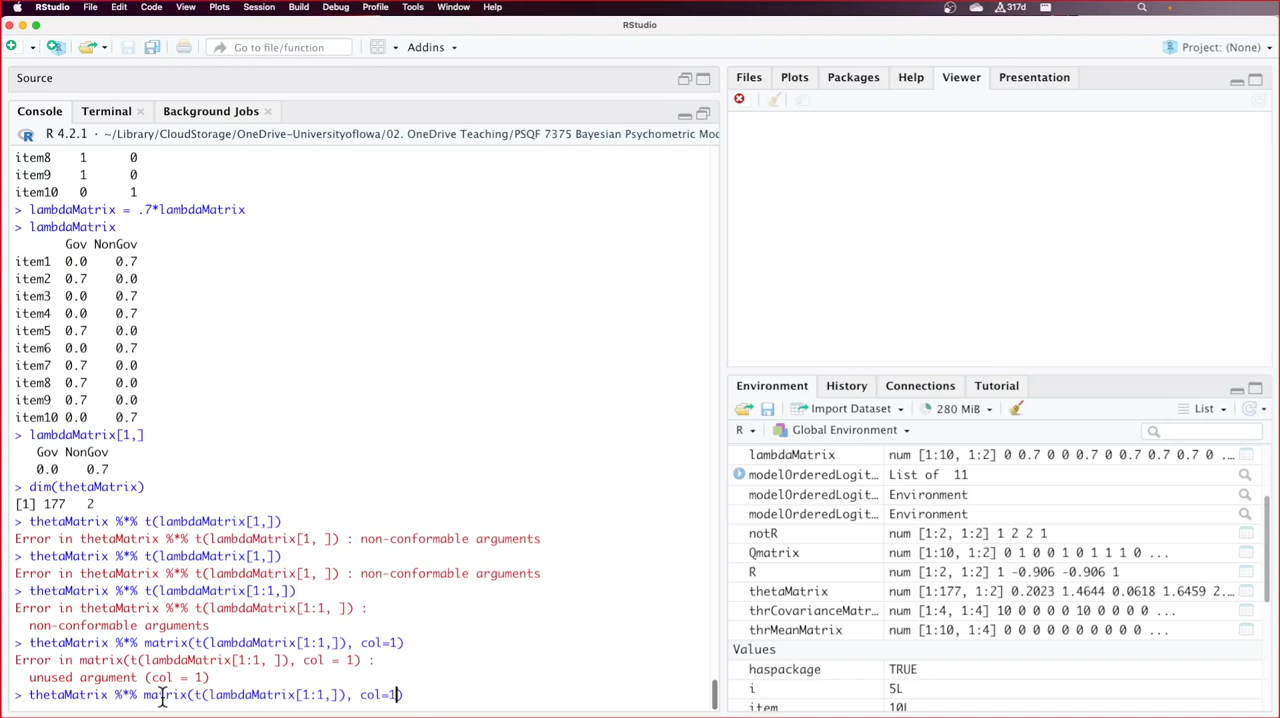 RStudio File Edit Code View Plots Session Build Debug Profile Tools Window Help 317d
RStudio
Go to file/function Addins Project: (None)
Source
Console Terminal Background Jobs
R 4.2.1 · ~/Library/CloudStorage/OneDrive-UniversityofIowa/02. OneDrive Teaching/PSQF 7375 Bayesian Psychometric Moc
item8 1 0
item9 1 0
item10 0 1
> lambdaMatrix = .7*lambdaMatrix
> lambdaMatrix
Gov NonGov
item1 0.0 0.7
item2 0.7 0.0
item3 0.0 0.7
item4 0.0 0.7
item5 0.7 0.0
item6 0.0 0.7
item7 0.7 0.0
item8 0.7 0.0
item9 0.7 0.0
item10 0.0 0.7
> lambdaMatrix[1,]
Gov NonGov
0.0 0.7
> dim(thetaMatrix)
[1] 177 2
> thetaMatrix %*% t(lambdaMatrix[1,])
Error in thetaMatrix %*% t(lambdaMatrix[1, ]) : non-conformable arguments
> thetaMatrix %*% t(lambdaMatrix[1,])
Error in thetaMatrix %*% t(lambdaMatrix[1, ]) : non-conformable arguments
> thetaMatrix %*% t(lambdaMatrix[1:1,])
Error in thetaMatrix %*% t(lambdaMatrix[1:1, ]) :
non-conformable arguments
> thetaMatrix %*% matrix(t(lambdaMatrix[1:1,]), col=1)
Error in matrix(t(lambdaMatrix[1:1, ]), col = 1) :
unused argument (col = 1)
> thetaMatrix %*% matrix(t(lambdaMatrix[1:1,]), col=1)
Files Plots Packages Help Viewer Presentation
Environment History Connections Tutorial
Import Dataset 280 MiB List
R Global Environment
lambdaMatrix num [1:10, 1:2] 0 0.7 0 0 0.7 0 0.7 0.7 0.7 0 ...
modelOrderedLogit… List of 11
modelOrderedLogit… Environment
modelOrderedLogit… Environment
notR num [1:2, 1:2] 1 2 2 1
Qmatrix num [1:10, 1:2] 0 1 0 0 1 0 1 1 1 0 ...
R num [1:2, 1:2] 1 -0.906 -0.906 1
thetaMatrix num [1:177, 1:2] 0.2023 1.4644 0.0618 1.6459 2...
thrCovarianceMatr… num [1:4, 1:4] 10 0 0 0 0 10 0 0 0 0 ...
thrMeanMatrix num [1:10, 1:4] 0 0 0 0 0 0 0 0 0 0 ...
Values
haspackage TRUE
i 5L
item 10L